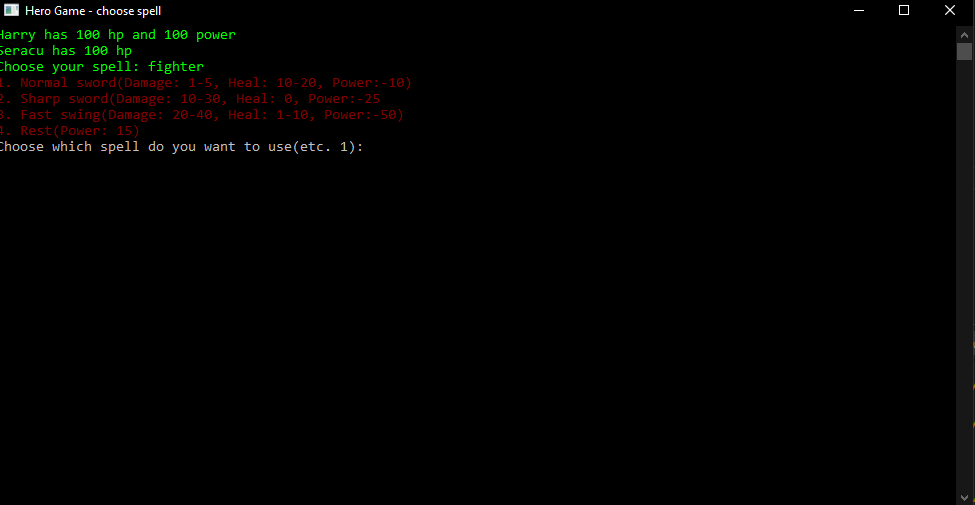 Hero Game - choose spell
Harry has 100 hp and 100 power
Seracu has 100 hp
Choose your spell: fighter
1. Normal sword(Damage: 1-5, Heal: 10-20, Power:-10)
2. Sharp sword(Damage: 10-30, Heal: 0, Power:-25
3. Fast swing(Damage: 20-40, Heal: 1-10, Power:-50)
4. Rest(Power: 15)
Choose which spell do you want to use(etc. 1):